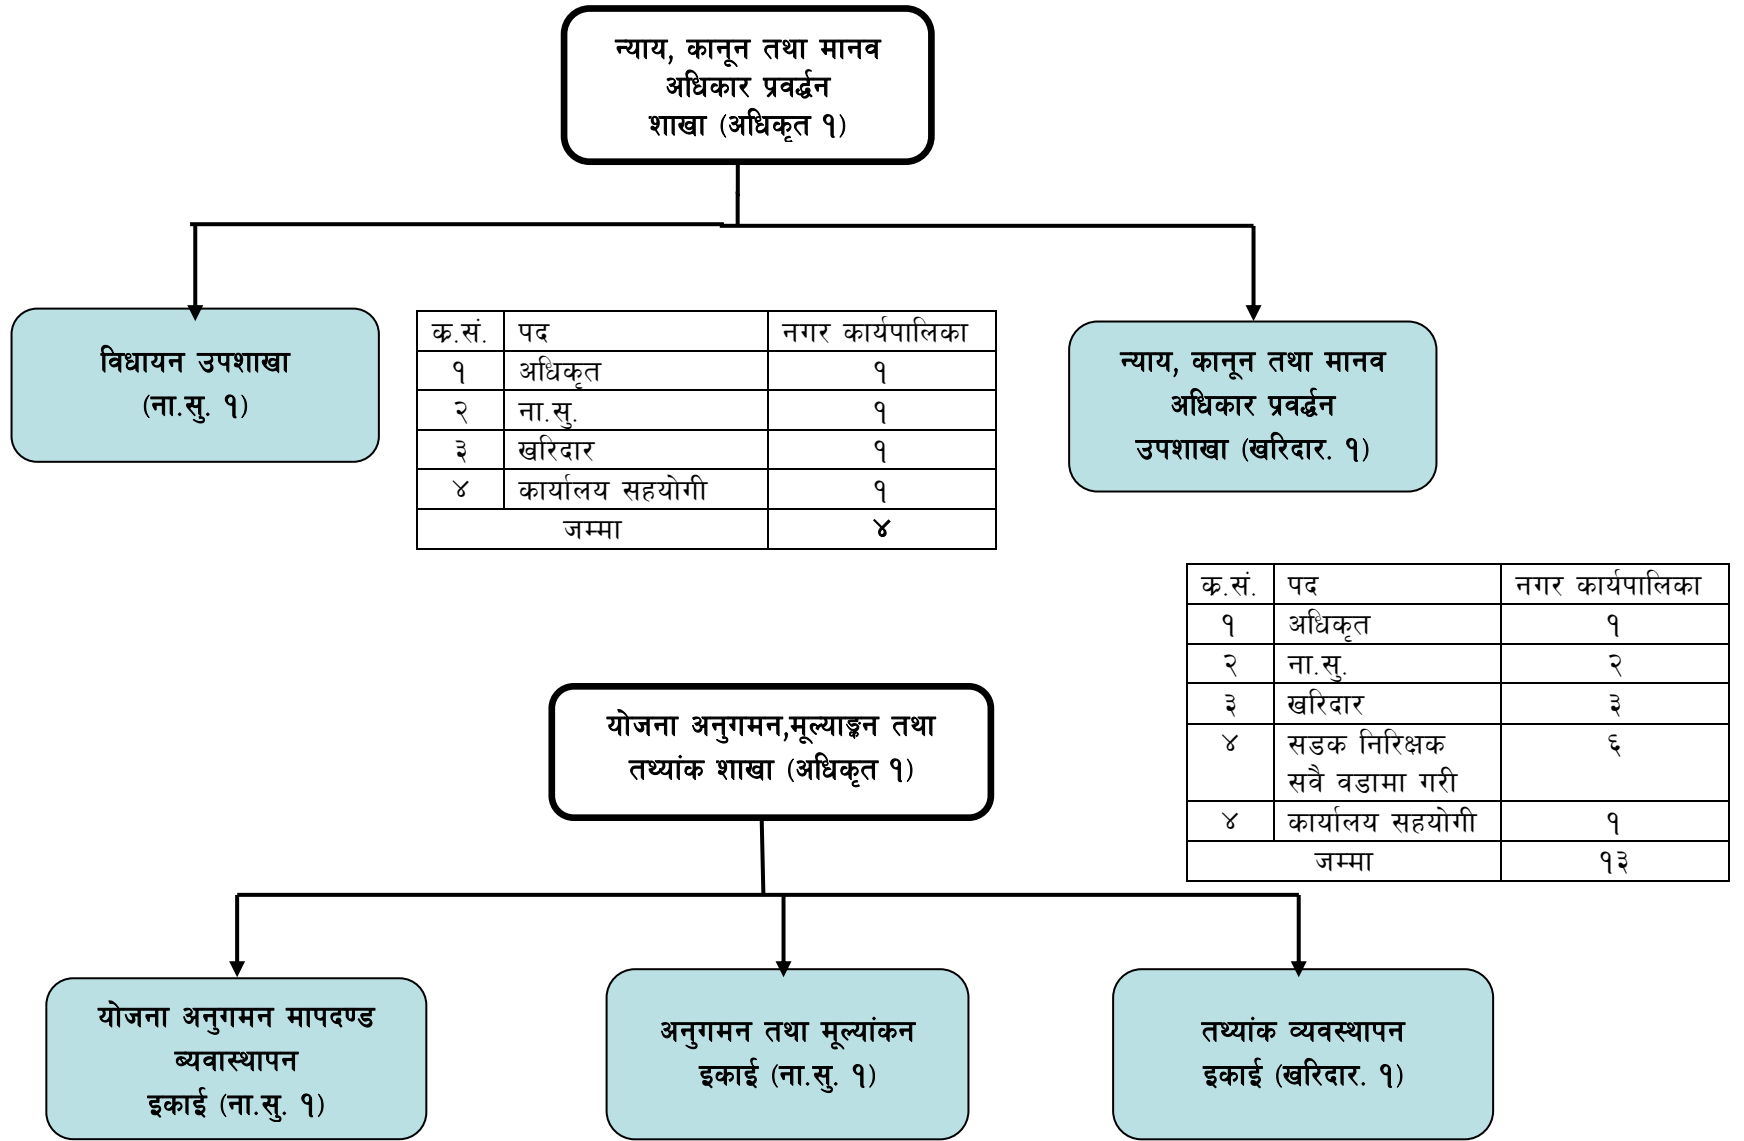 न्याय, कानून तथा मानव
अधिकार प्रवर्द्धन
शाखा (अधिकृत १)
विधायन उपशाखा
(ना.सु. १)
क्र.सं. पद नगर कार्यपालिका
१ अधिकृत १
२ ना.सु. १
३ खरिदार १
४ कार्यालय सहयोगी १
जम्मा ४
न्याय, कानून तथा मानव
अधिकार प्रवर्द्धन
उपशाखा (खरिदार. १)
क्र.सं. पद नगर कार्यपालिका
१ अधिकृत १
२ ना.सु. २
३ खरिदार ३
४ सडक निरिक्षक ६
सवै वडामा गरी
४ कार्यालय सहयोगी १
जम्मा १३
योजना अनुगमन,मूल्याङ्कन तथा
तथ्यांक शाखा (अधिकृत १)
योजना अनुगमन मापदण्ड
ब्यवास्थापन
इकाई (ना.सु. १)
अनुगमन तथा मूल्यांकन
इकाई (ना.सु. १)
तथ्यांक व्यवस्थापन
इकाई (खरिदार. १)